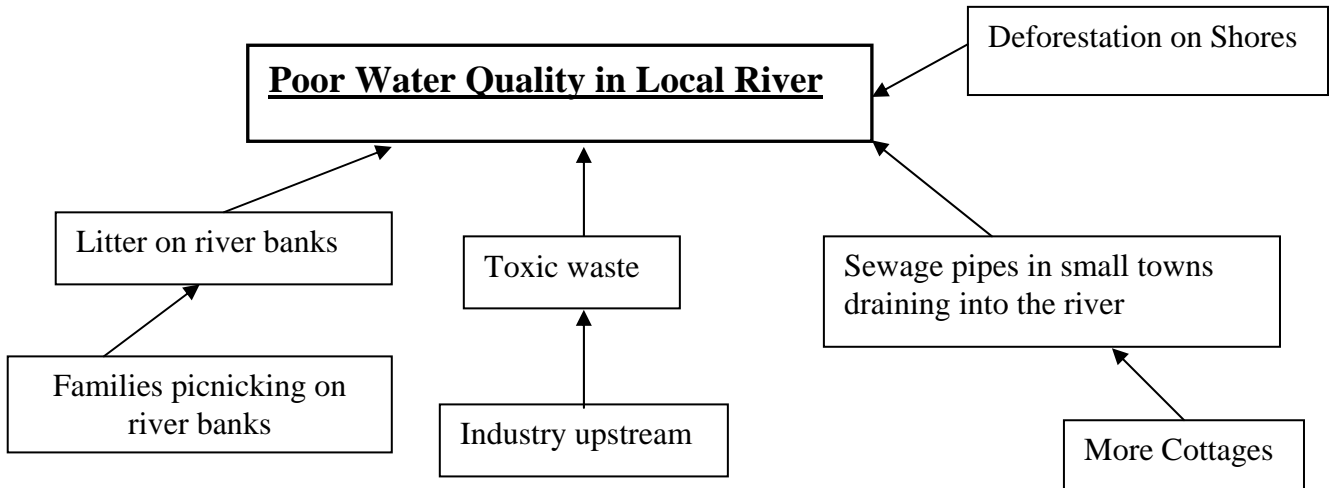 Deforestation on Shores
Poor Water Quality in Local River
Litter on river banks
Toxic waste
Sewage pipes in small towns
draining into the river
Families picnicking on
river banks
Industry upstream
More Cottages